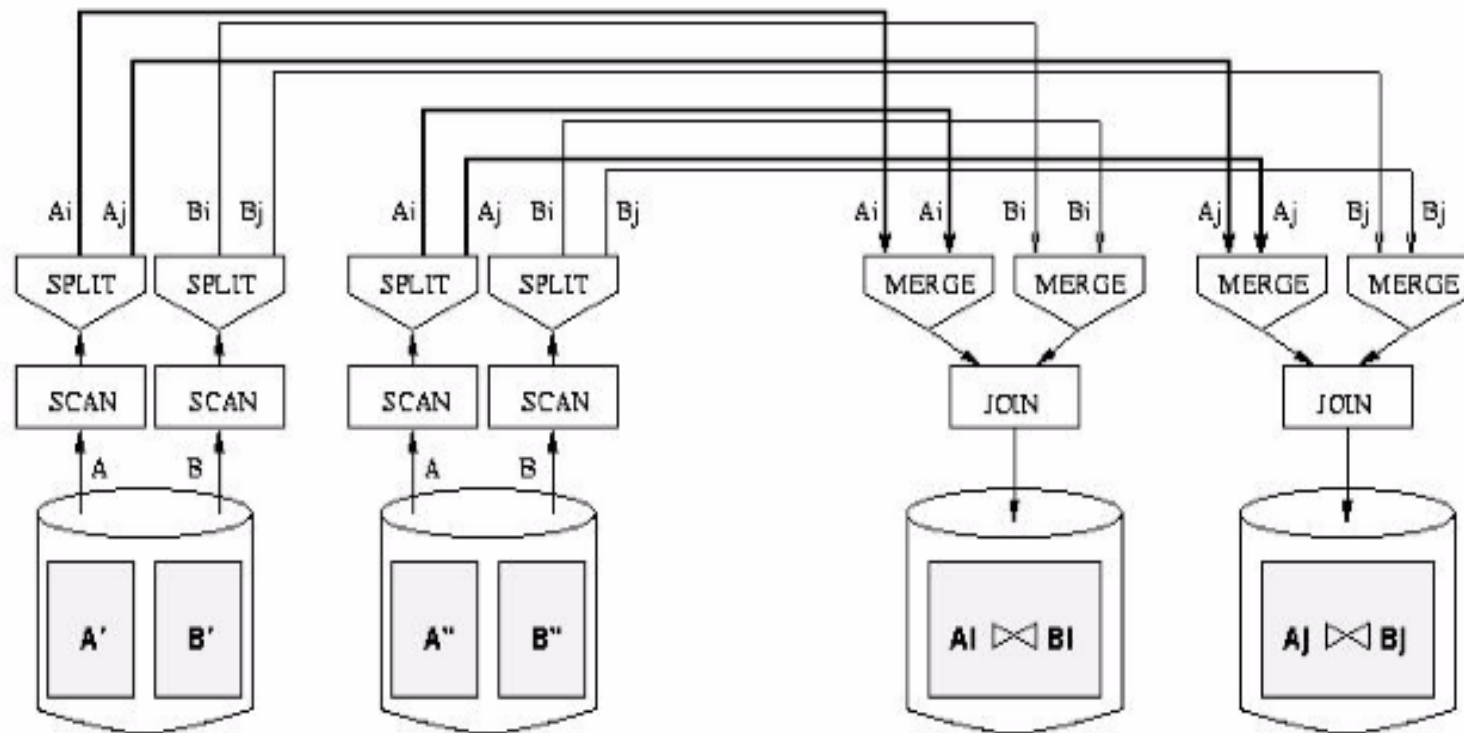 Ai Aj Bi Bj Ai Aj Bi Bj Ai Ai Bi Bi Aj Aj Bj Bj
SPLIT SPLIT SPLIT SPLIT MERGE MERGE MERGE MERGE
SCAN SCAN SCAN SCAN JOIN JOIN
A B A B
A' B' A" B" Ai ⋈ Bi Aj ⋈ Bj